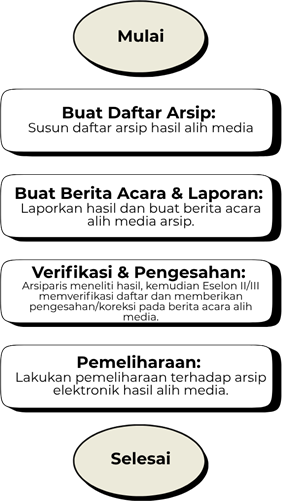 Mulai
Buat Daftar Arsip:
Susun daftar arsip hasil alih media
Buat Berita Acara & Laporan:
Laporkan hasil dan buat berita acara
alih media arsip.
Verifikasi & Pengesahan:
Arsiparis meneliti hasil, kemudian Eselon II/III
memverifikasi daftar dan memberikan
pengesahan/koreksi pada berita acara alih
media.
Pemeliharaan:
Lakukan pemeliharaan terhadap arsip
elektronik hasil alih media.
Selesai